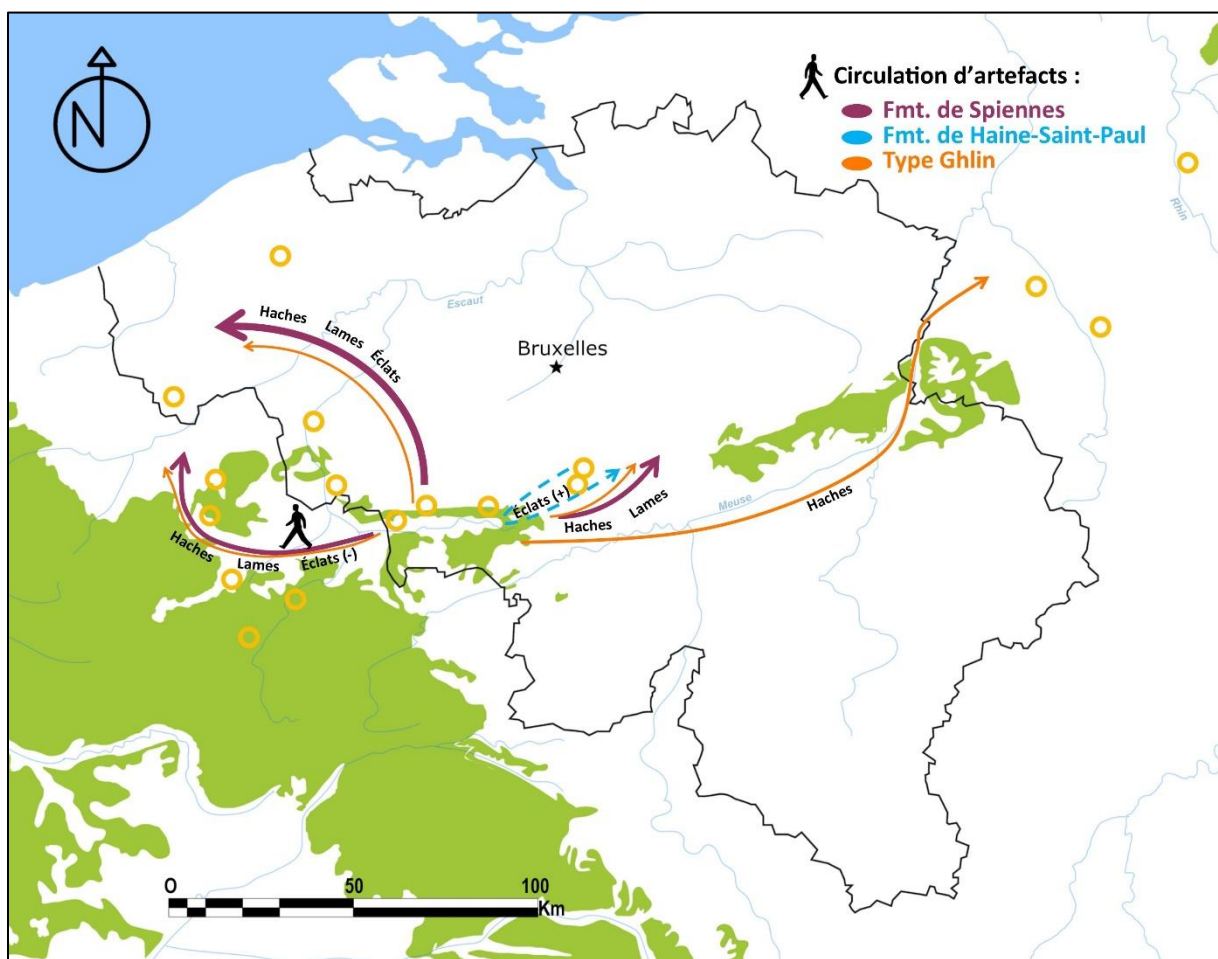 N
Circulation d'artefacts :
Fmt. de Spiennes
Fmt. de Haine-Saint-Paul
Type Ghlin
Rhin
Escaut
Haches Lames Éclats
Bruxelles
Éclats (+)
Haches Lames
Meuse
Haches
Haches Lames Éclats (-)
0 50 100
Km